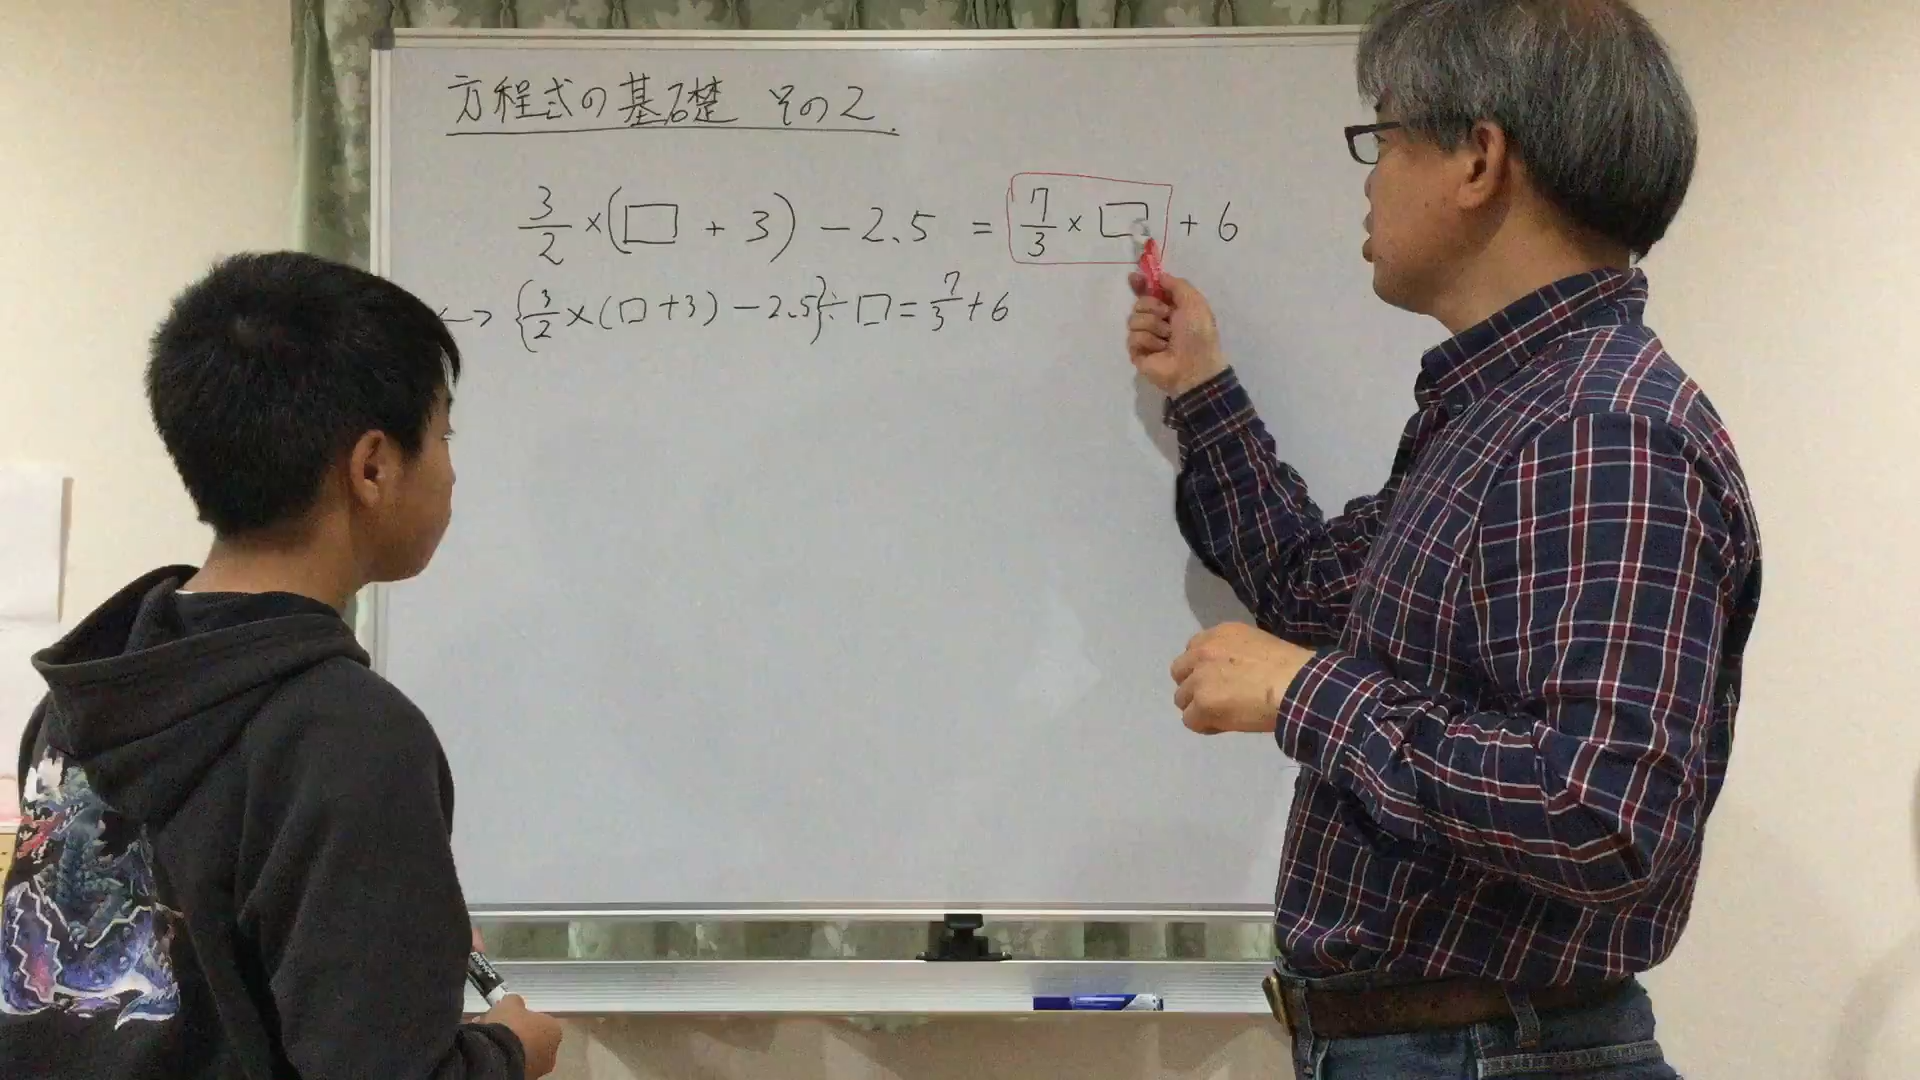 方程式の基礎 その2
3/2 ×(□ + 3) − 2.5 = 7/3 × □ + 6
↔ {3/2 ×(□+3) − 2.5}÷□ = 7/3 + 6